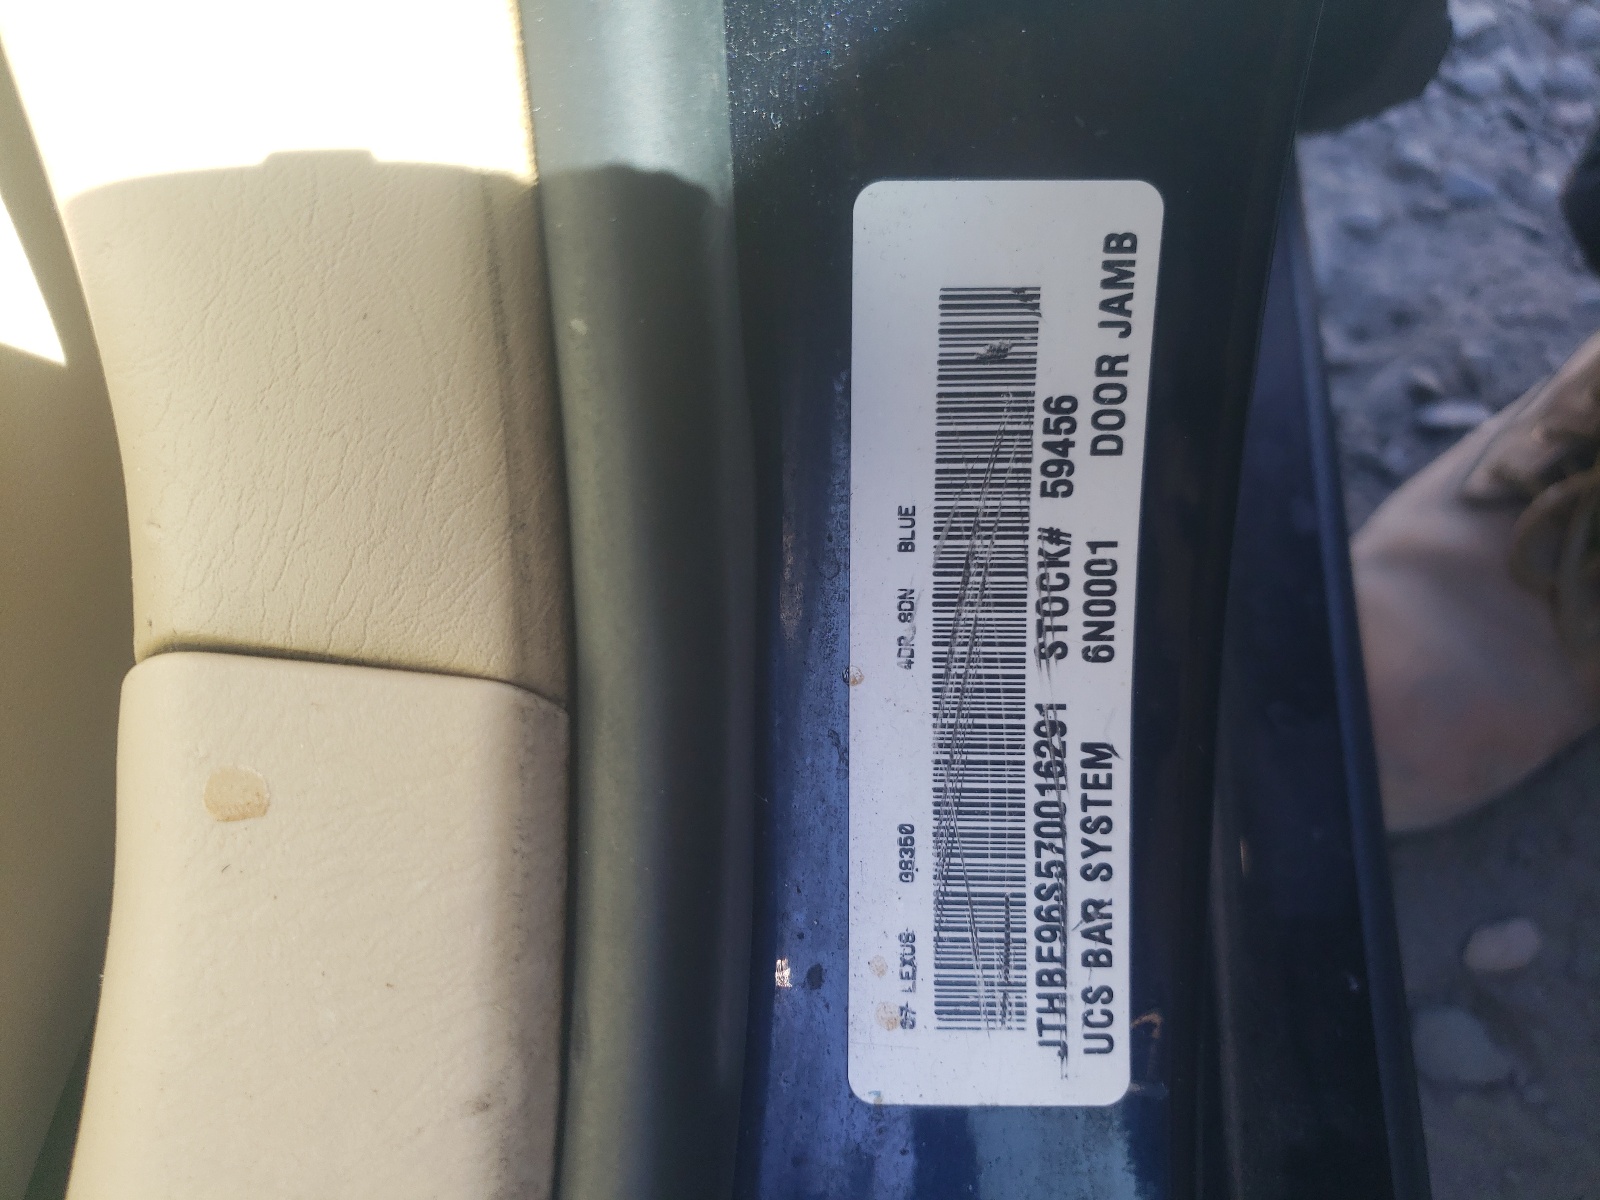 07 LEXUS GS350 4DR SDN BLUE
JTHBE96S570016291 STOCK# 59456
UCS BAR SYSTEM 6N0001 DOOR JAMB